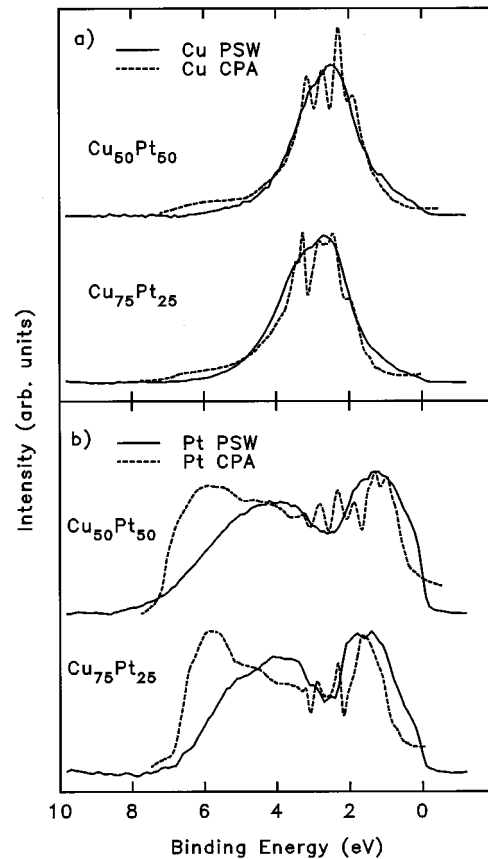 a)
Cu PSW
Cu CPA
Cu₅₀Pt₅₀
Cu₇₅Pt₂₅
b)
Pt PSW
Pt CPA
Cu₅₀Pt₅₀
Cu₇₅Pt₂₅
Intensity (arb. units)
10 8 6 4 2 0
Binding Energy (eV)